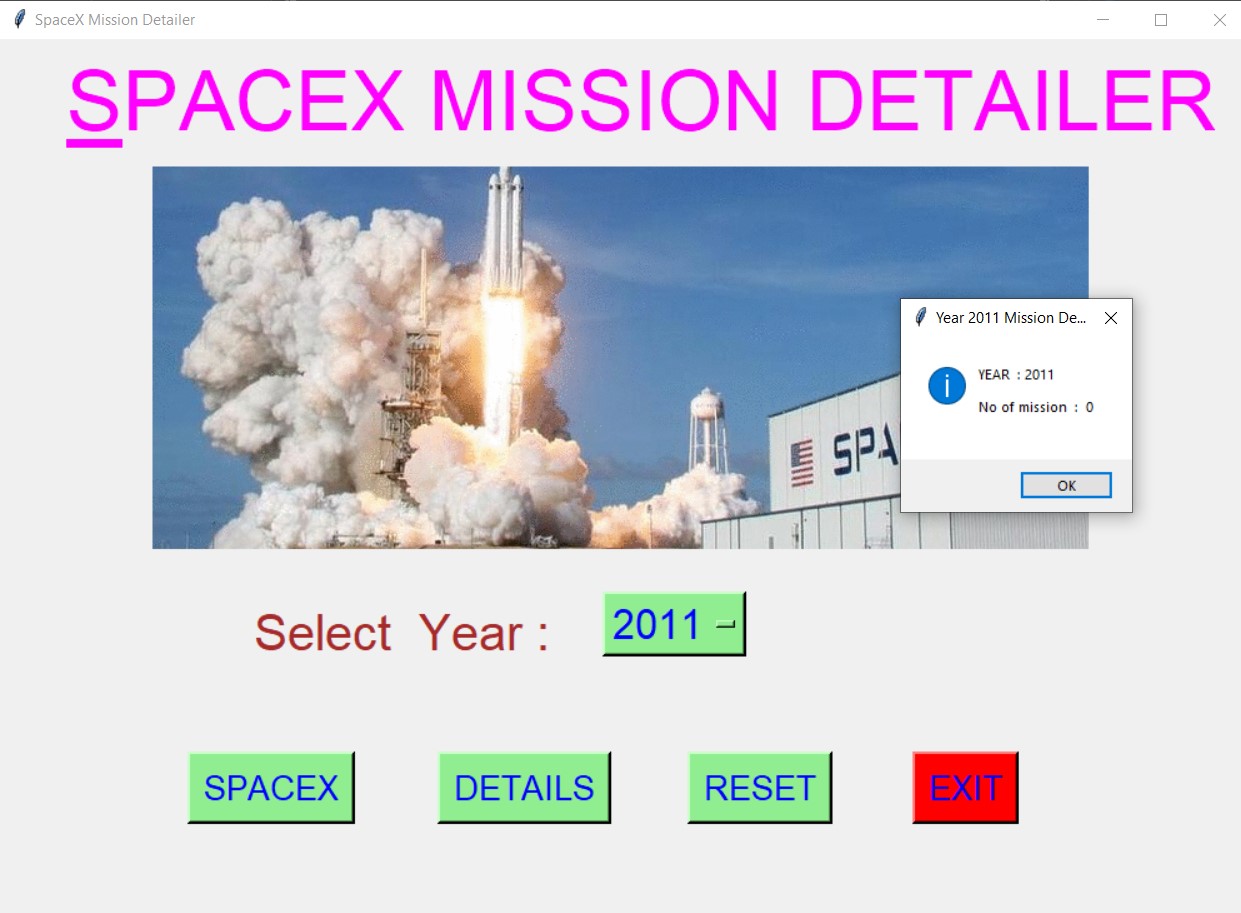 SpaceX Mission Detailer
SPACEX MISSION DETAILER
SPA
Year 2011 Mission De...
YEAR : 2011
No of mission : 0
OK
Select Year :
2011
SPACEX
DETAILS
RESET
EXIT